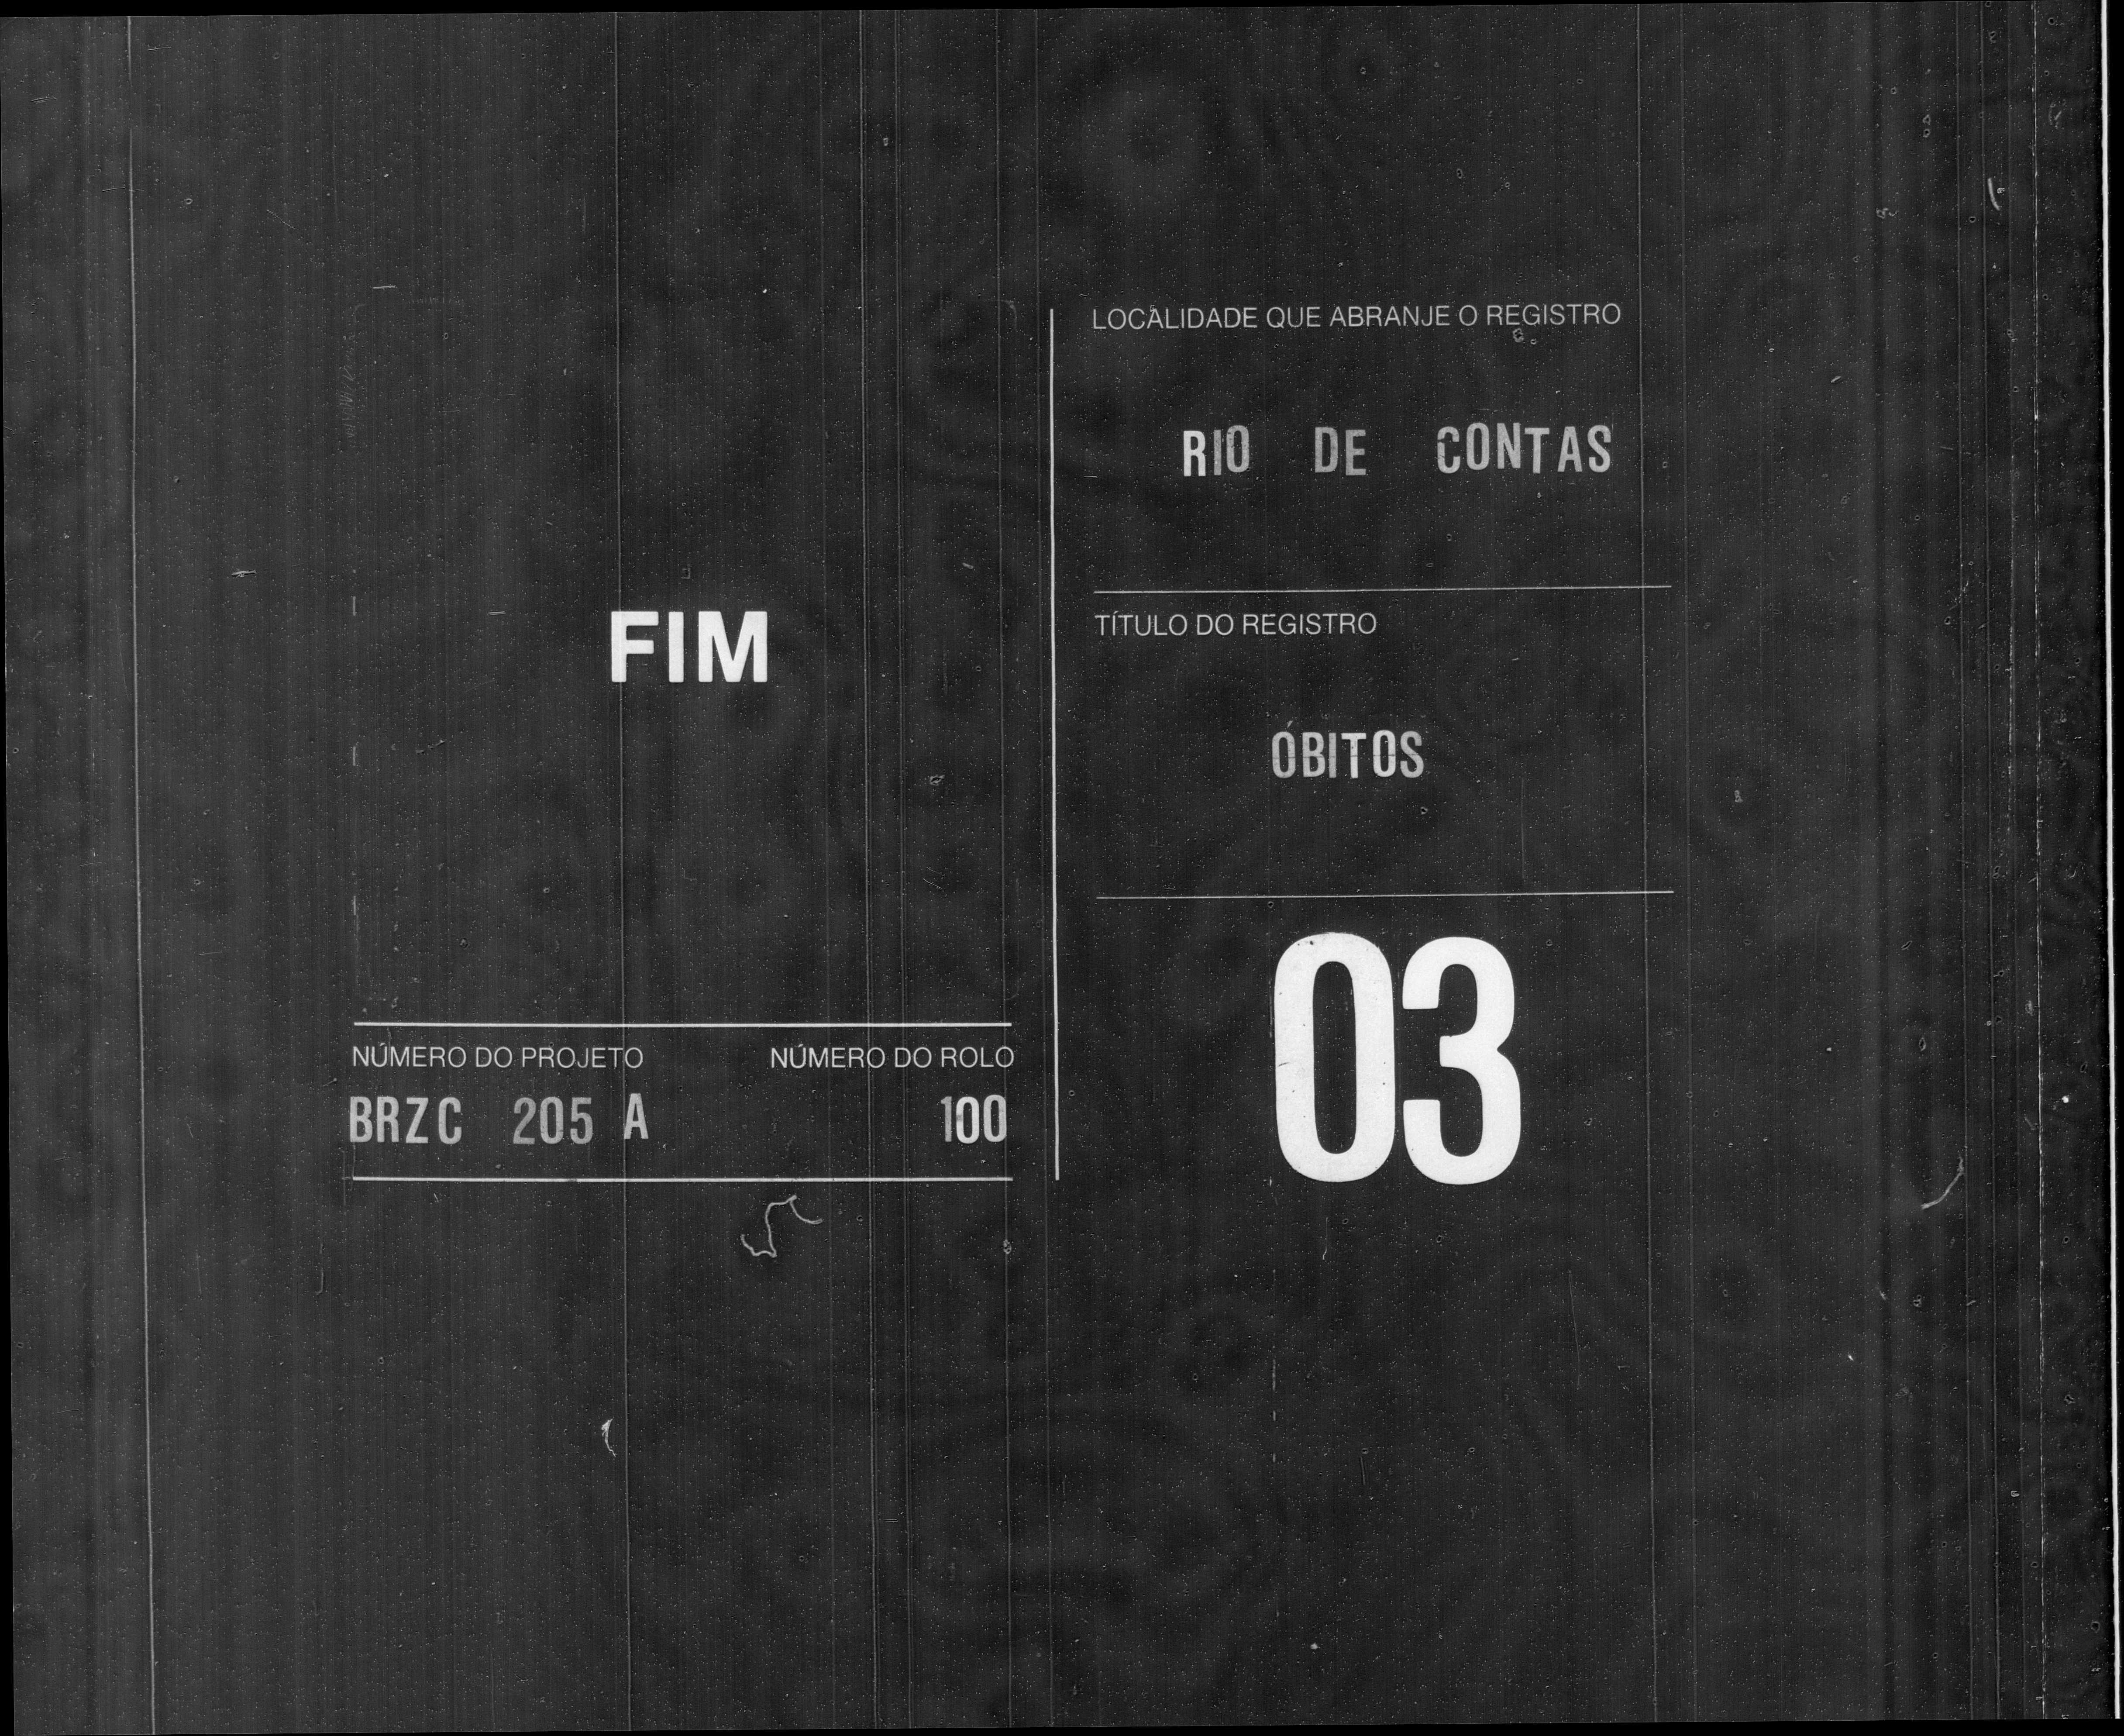 FIM
NÚMERO DO PROJETO NÚMERO DO ROLO
BRZC 205 A 100
LOCALIDADE QUE ABRANJE O REGISTRO
RIO DE CONTAS
TÍTULO DO REGISTRO
ÓBITOS
03